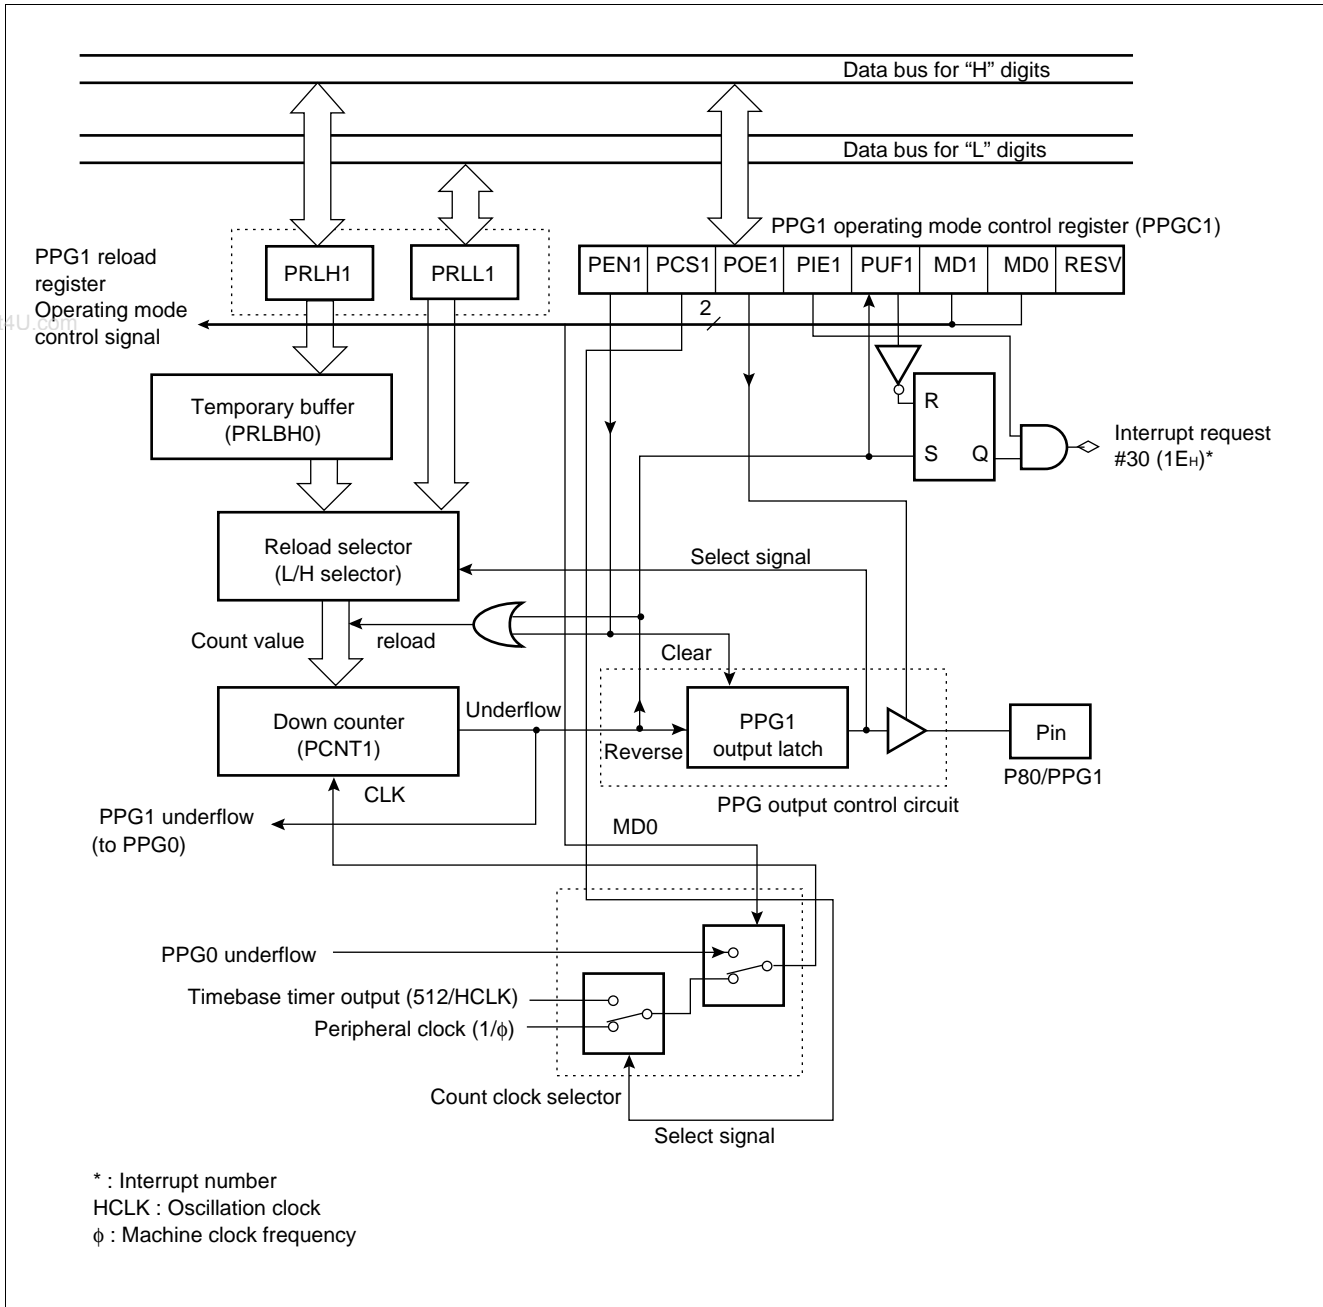 Data bus for “H” digits
Data bus for “L” digits
PPG1 operating mode control register (PPGC1)
PPG1 reload
register
Operating mode
control signal
t4U.com
PRLH1
PRLL1
PEN1 PCS1 POE1 PIE1 PUF1 MD1 MD0 RESV
2
Temporary buffer
(PRLBH0)
R
S
Q
Interrupt request
#30 (1EH)*
Reload selector
(L/H selector)
Select signal
Count value
reload
Clear
Down counter
(PCNT1)
Underflow
Reverse
PPG1
output latch
Pin
P80/PPG1
CLK
PPG output control circuit
PPG1 underflow
(to PPG0)
MD0
PPG0 underflow
Timebase timer output (512/HCLK)
Peripheral clock (1/ϕ)
Count clock selector
Select signal
* : Interrupt number
HCLK : Oscillation clock
ϕ : Machine clock frequency